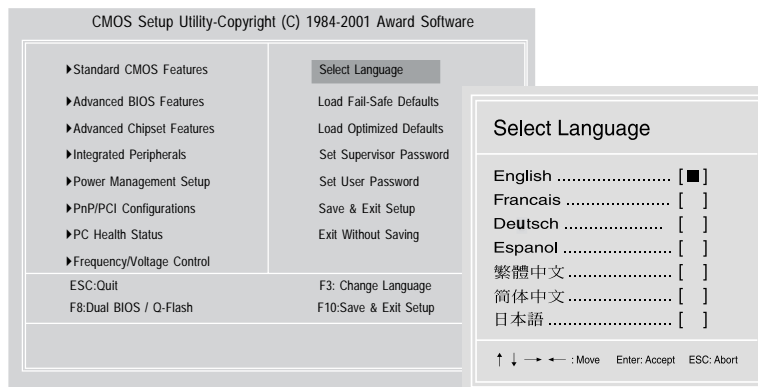 CMOS Setup Utility-Copyright (C) 1984-2001 Award Software
▶Standard CMOS Features
▶Advanced BIOS Features
▶Advanced Chipset Features
▶Integrated Peripherals
▶Power Management Setup
▶PnP/PCI Configurations
▶PC Health Status
▶Frequency/Voltage Control
Select Language
Load Fail-Safe Defaults
Load Optimized Defaults
Set Supervisor Password
Set User Password
Save & Exit Setup
Exit Without Saving
ESC:Quit
F3: Change Language
F8:Dual BIOS / Q-Flash
F10:Save & Exit Setup
Select Language
English ...................... [■]
Francais ..................... [ ]
Deutsch ................... [ ]
Espanol ...................... [ ]
繁體中文 .................... [ ]
简体中文 .................... [ ]
日本語 ........................ [ ]
↑ ↓ → ← : Move Enter: Accept ESC: Abort